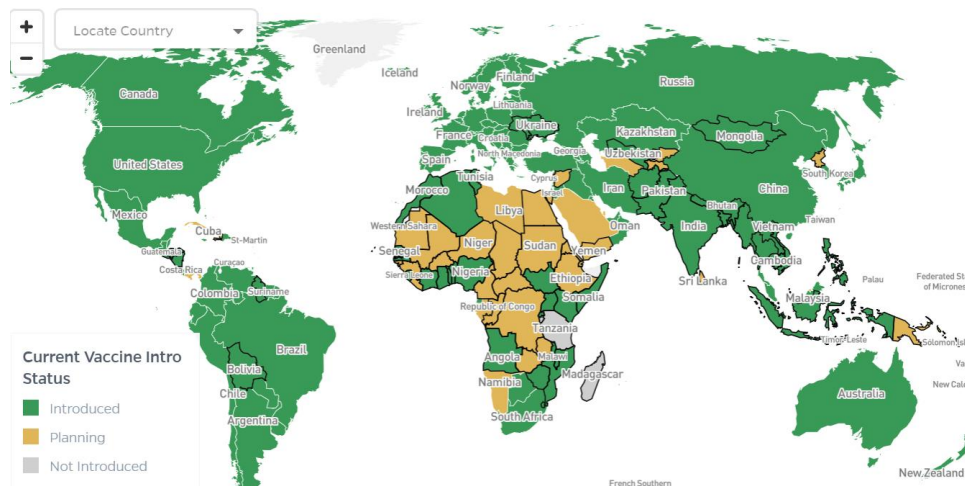 +
Locate Country
−
Greenland
Iceland
Finland
Norway
Russia
Canada
Lithuania
Ireland
Ukraine
France
Croatia
Kazakhstan
Mongolia
United States
Spain
North Macedonia
Georgia
Uzbekistan
South Korea
Tunisia
Cyprus
China
Morocco
Israel
Iran
Pakistan
Mexico
Libya
Bhutan
Western Sahara
Oman
India
Taiwan
Cuba
St-Martin
Niger
Sudan
Yemen
Vietnam
Guatemala
Senegal
Cambodia
Costa Rica
Curaçao
Sierra Leone
Nigeria
Ethiopia
Sri Lanka
Palau
Federated St
of Micrones
Colombia
Suriname
Somalia
Malaysia
Republic of Congo
Tanzania
Timor-Leste
Solomon Isl
Brazil
Angola
Malawi
Current Vaccine Intro
Status
Bolivia
Madagascar
Va
Namibia
New Cal
Chile
Australia
Introduced
Argentina
South Africa
Planning
Not Introduced
New Zealand
French Southern